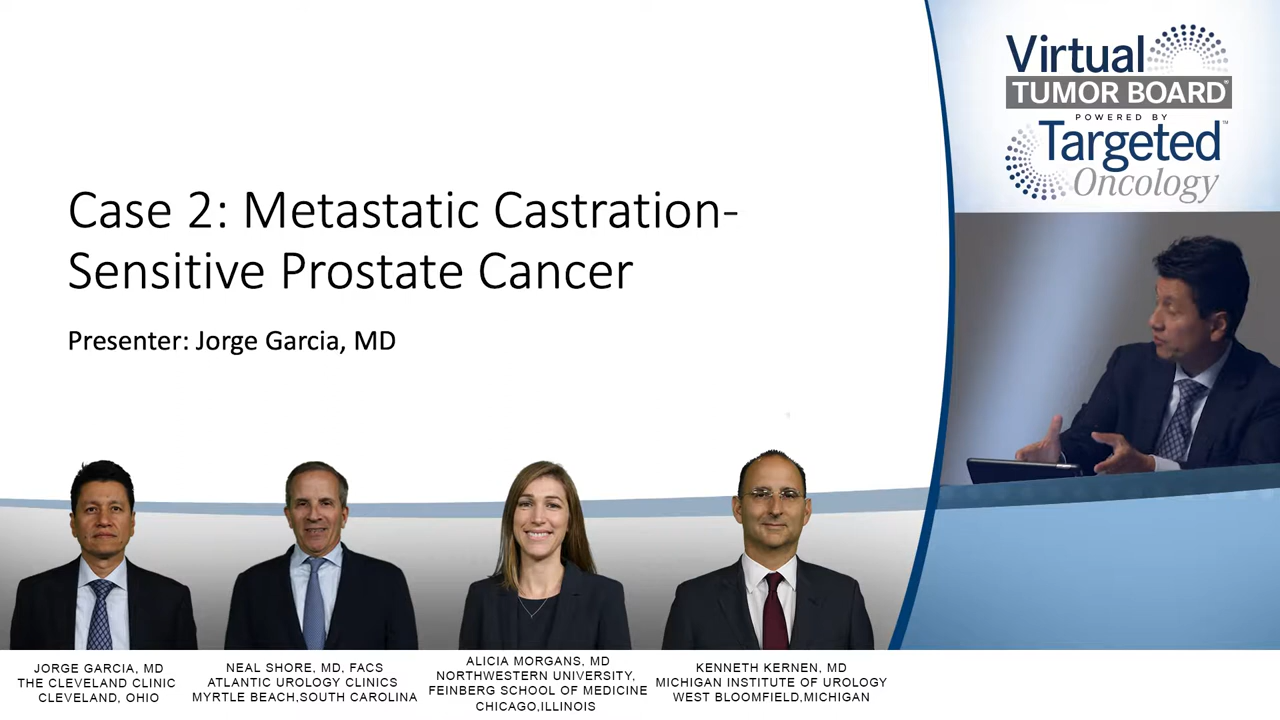 Case 2: Metastatic Castration-
Sensitive Prostate Cancer
Presenter: Jorge Garcia, MD
Virtual
TUMOR BOARD®
POWERED BY
Targeted™
Oncology
JORGE GARCIA, MD
THE CLEVELAND CLINIC
CLEVELAND, OHIO
NEAL SHORE, MD, FACS
ATLANTIC UROLOGY CLINICS
MYRTLE BEACH,SOUTH CAROLINA
ALICIA MORGANS, MD
NORTHWESTERN UNIVERSITY,
FEINBERG SCHOOL OF MEDICINE
CHICAGO,ILLINOIS
KENNETH KERNEN, MD
MICHIGAN INSTITUTE OF UROLOGY
WEST BLOOMFIELD,MICHIGAN